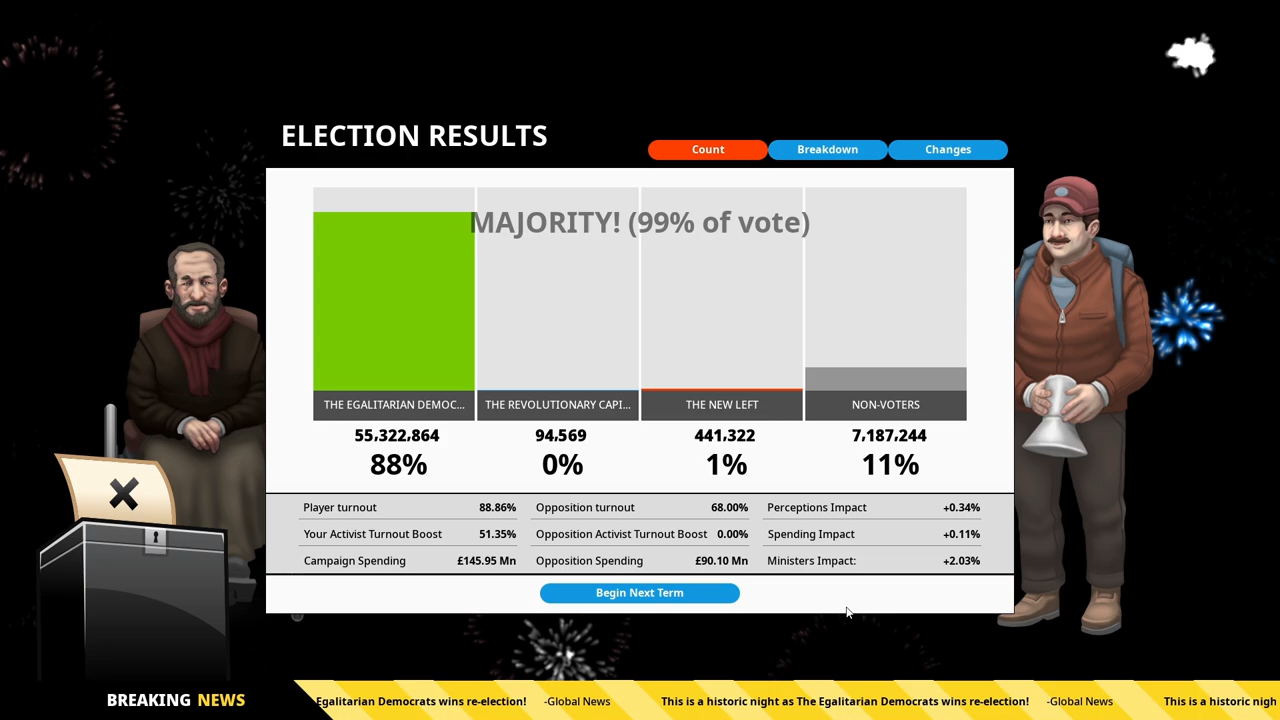 ELECTION RESULTS
Count Breakdown Changes
MAJORITY! (99% of vote)
THE EGALITARIAN DEMOC... THE REVOLUTIONARY CAPI... THE NEW LEFT NON-VOTERS
55,322,864 94,569 441,322 7,187,244
88% 0% 1% 11%
Player turnout 88.86% Opposition turnout 68.00% Perceptions Impact +0.34%
Your Activist Turnout Boost 51.35% Opposition Activist Turnout Boost 0.00% Spending Impact +0.11%
Campaign Spending £145.95 Mn Opposition Spending £90.10 Mn Ministers Impact: +2.03%
Begin Next Term
BREAKING NEWS Egalitarian Democrats wins re-election! -Global News This is a historic night as The Egalitarian Democrats wins re-election! -Global News This is a historic nigh